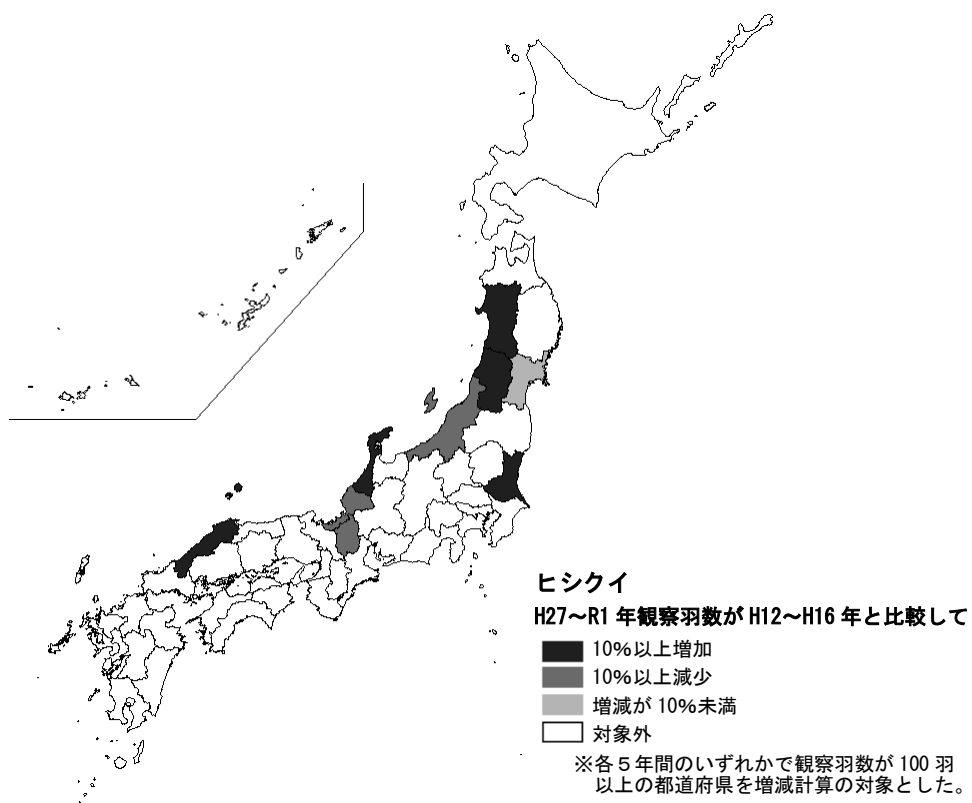 ヒシクイ
H27～R1 年観察羽数が H12～H16 年と比較して
10%以上増加
10%以上減少
増減が 10%未満
対象外
※各５年間のいずれかで観察羽数が 100 羽
以上の都道府県を増減計算の対象とした。